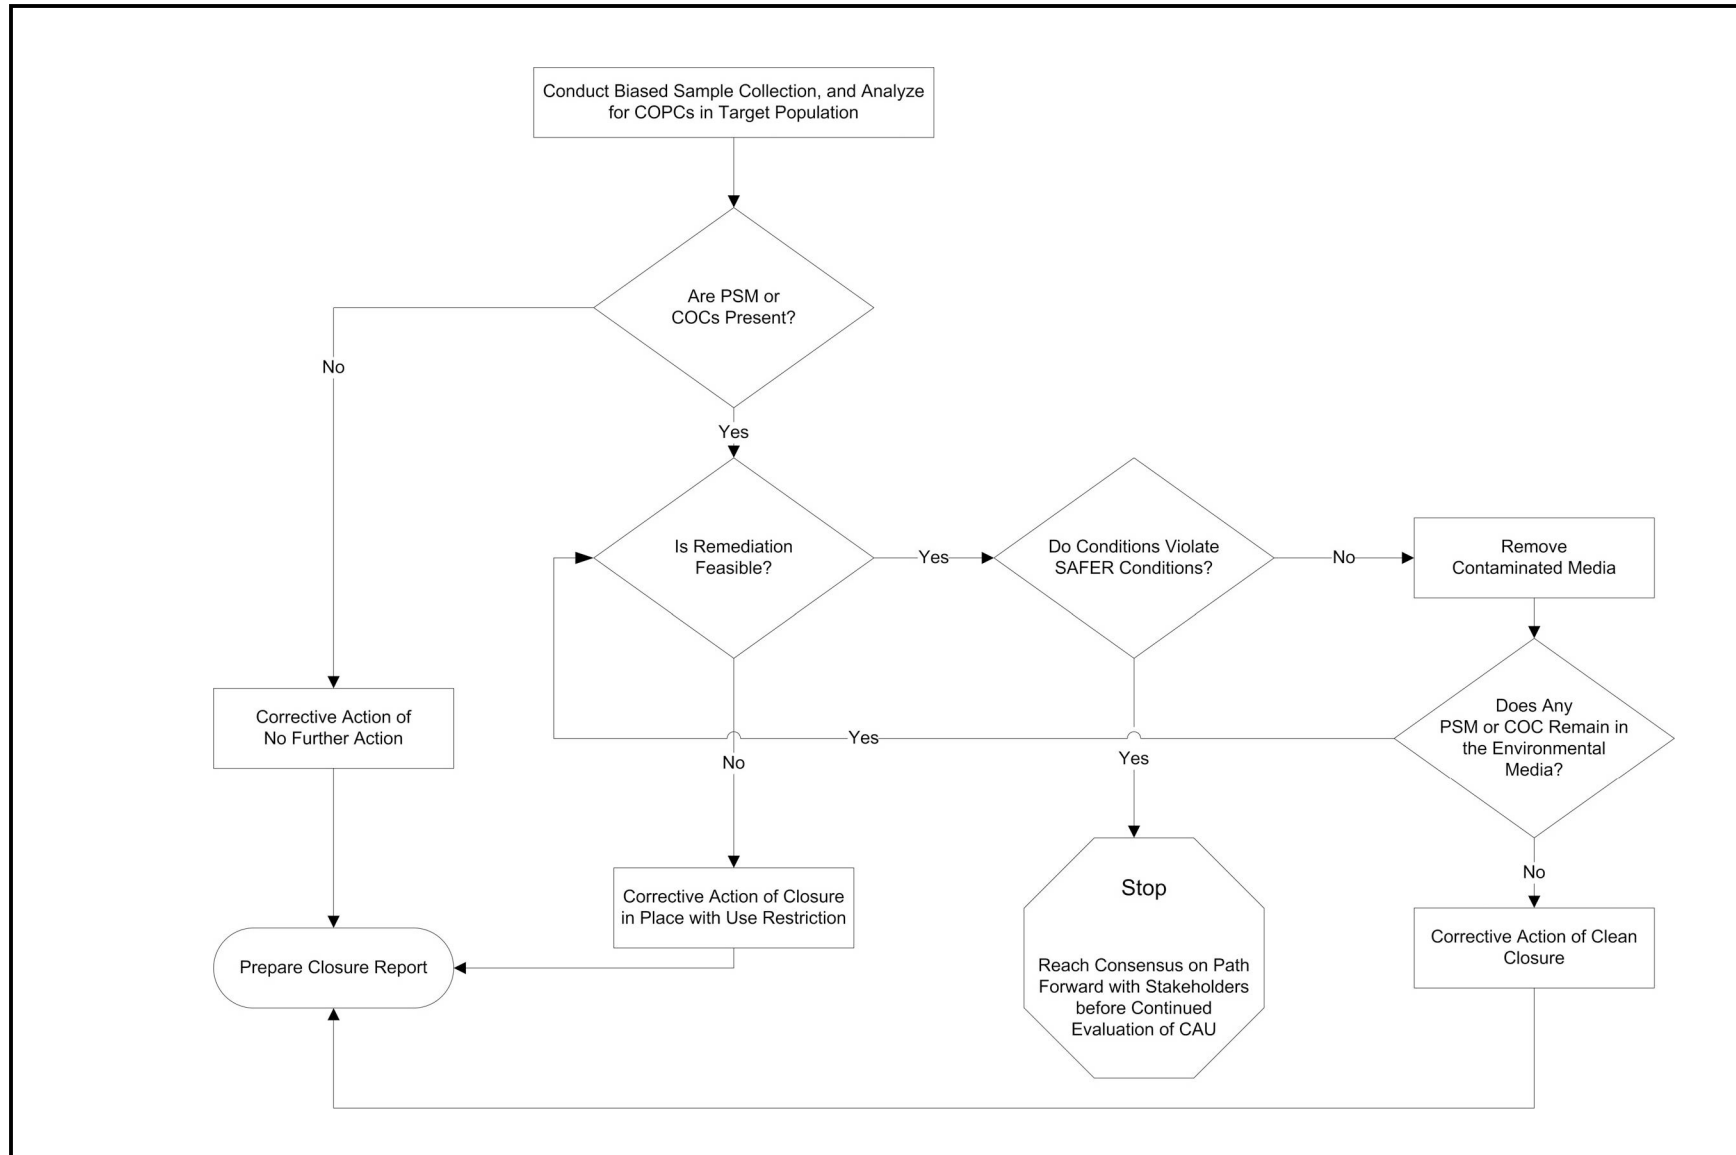 Conduct Biased Sample Collection, and Analyze
for COPCs in Target Population
Are PSM or
COCs Present?
No
Yes
Is Remediation
Feasible?
Yes
Do Conditions Violate
SAFER Conditions?
No
Remove
Contaminated Media
Corrective Action of
No Further Action
Does Any
PSM or COC Remain in
the Environmental
Media?
Yes
No
Yes
Corrective Action of Closure
in Place with Use Restriction
Stop
Reach Consensus on Path
Forward with Stakeholders
before Continued
Evaluation of CAU
No
Corrective Action of Clean
Closure
Prepare Closure Report